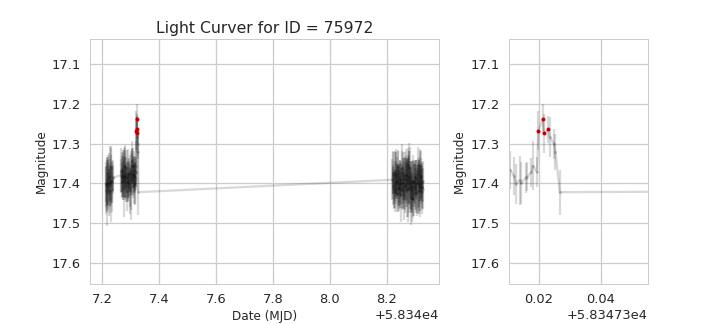 Light Curver for ID = 75972
Magnitude
17.1
17.2
17.3
17.4
17.5
17.6
7.2 7.4 7.6 7.8 8.0 8.2
Date (MJD)
+5.834e4
Magnitude
17.1
17.2
17.3
17.4
17.5
17.6
0.02 0.04
+5.83473e4